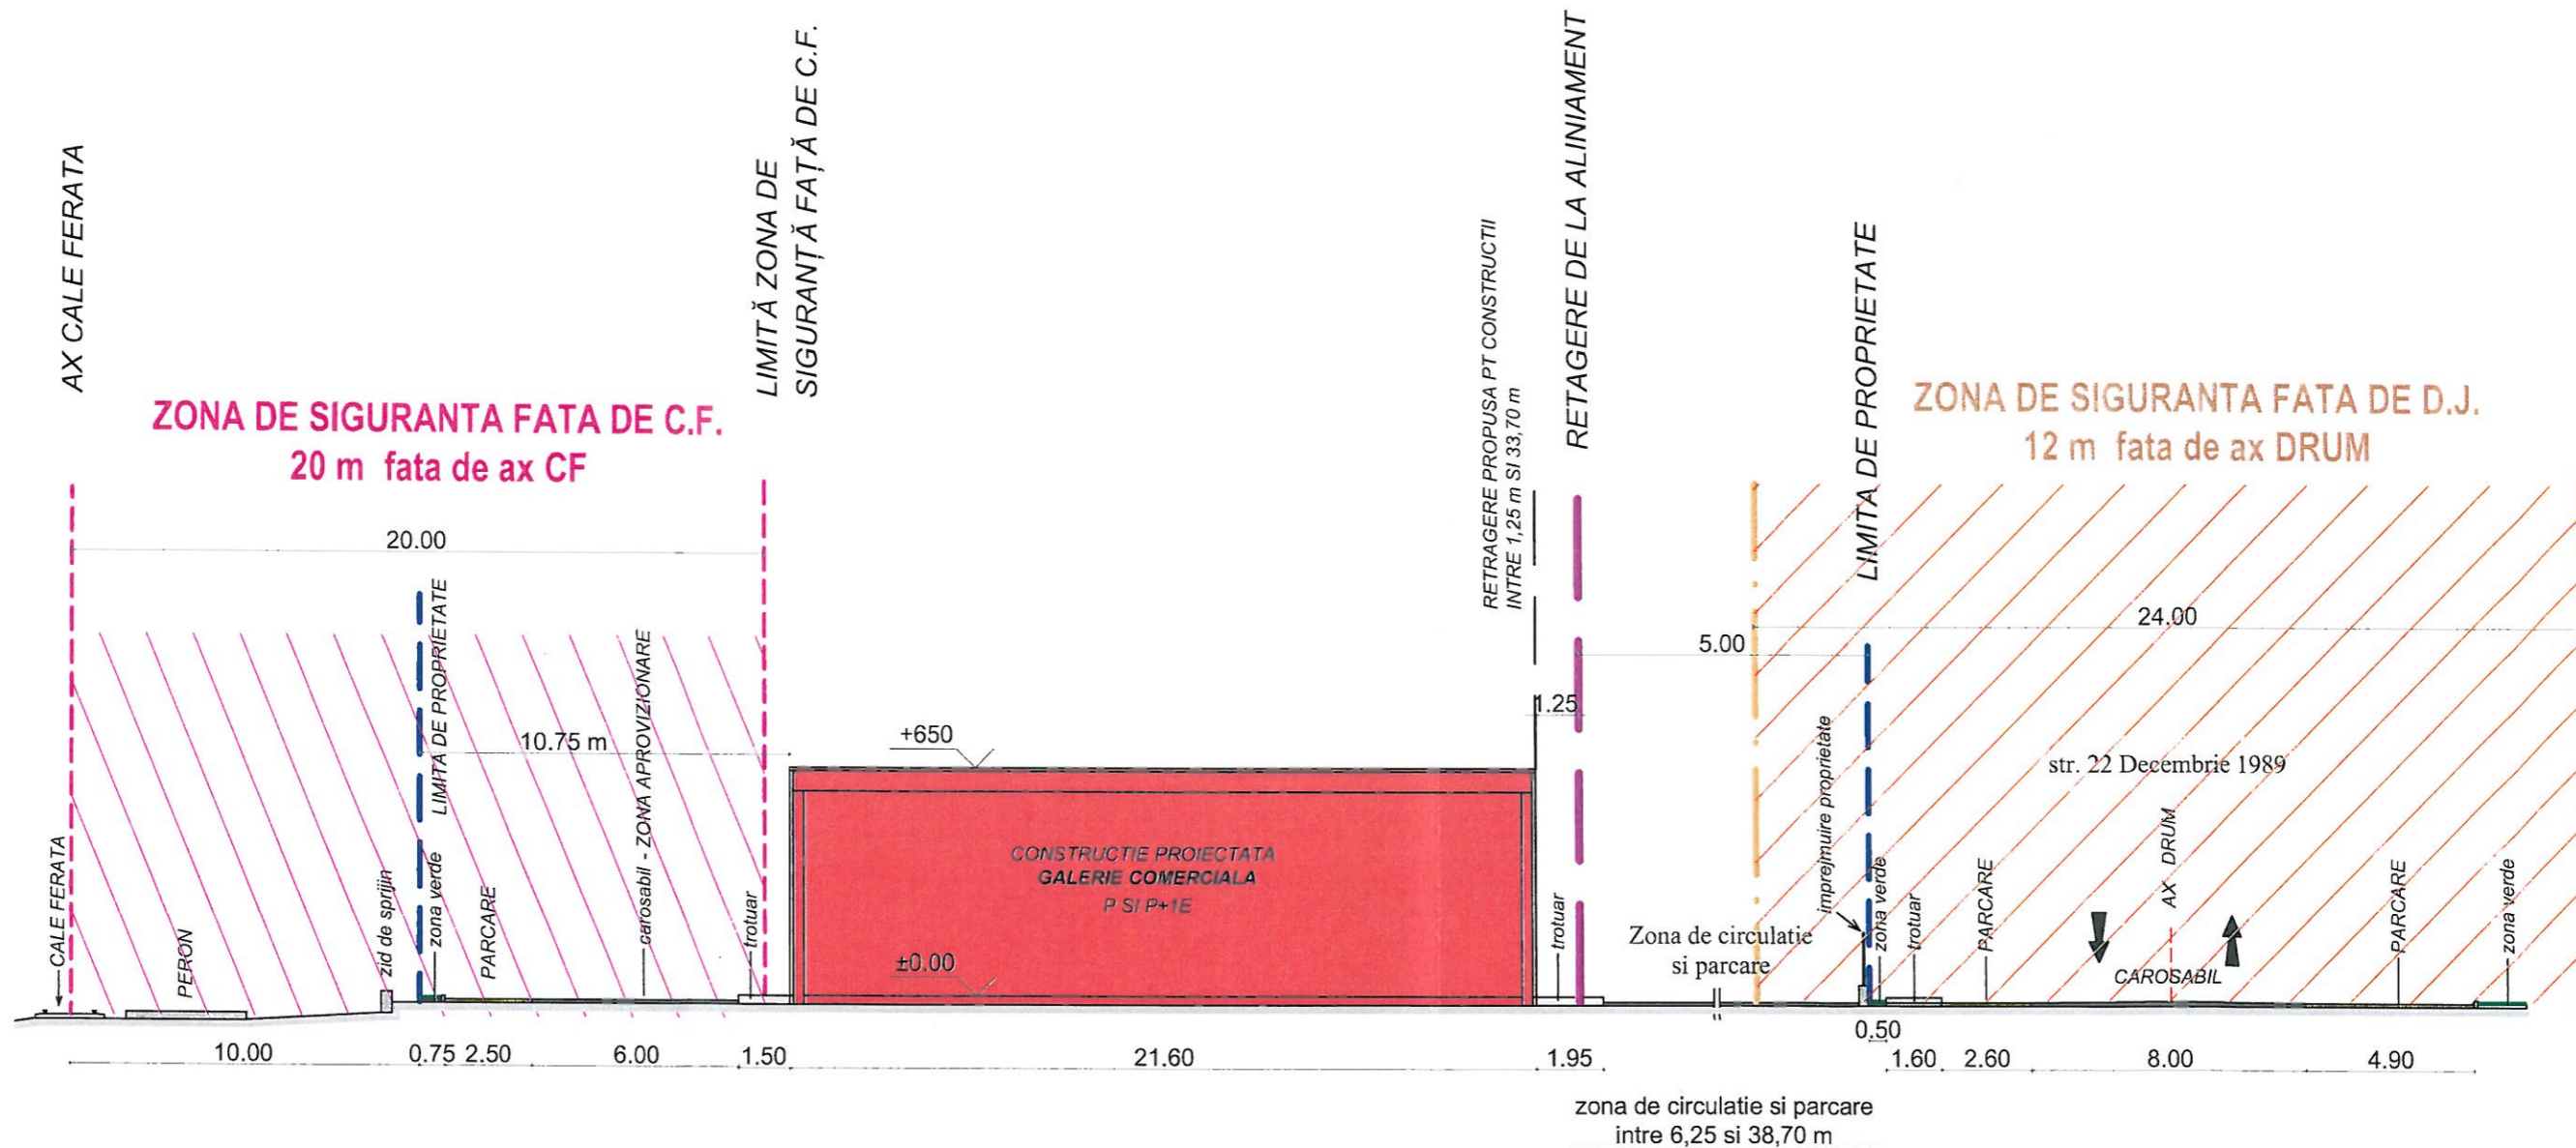 AX CALE FERATA
LIMITĂ ZONA DE
SIGURANȚĂ FAȚĂ DE C.F.
RETRAGERE PROPUSA PT CONSTRUCTII
INTRE 1,25 m SI 33,70 m
RETAGERE DE LA ALINIAMENT
LIMITA DE PROPRIETATE
ZONA DE SIGURANTA FATA DE C.F.
20 m fata de ax CF
ZONA DE SIGURANTA FATA DE D.J.
12 m fata de ax DRUM
20.00
24.00
5.00
1.25
LIMITA DE PROPRIETATE
10.75 m
+650
str. 22 Decembrie 1989
CALE FERATA
PERON
zid de sprijin
zona verde
PARCARE
carosabil - ZONA APROVIZIONARE
trotuar
CONSTRUCTIE PROIECTATA
GALERIE COMERCIALA
P SI P+1E
±0.00
trotuar
Zona de circulatie
si parcare
imprejmuire proprietate
zona verde
trotuar
PARCARE
AX DRUM
CAROSABIL
PARCARE
zona verde
10.00 0.75 2.50 6.00 1.50 21.60 1.95 0.50 1.60 2.60 8.00 4.90
zona de circulatie si parcare
intre 6,25 si 38,70 m